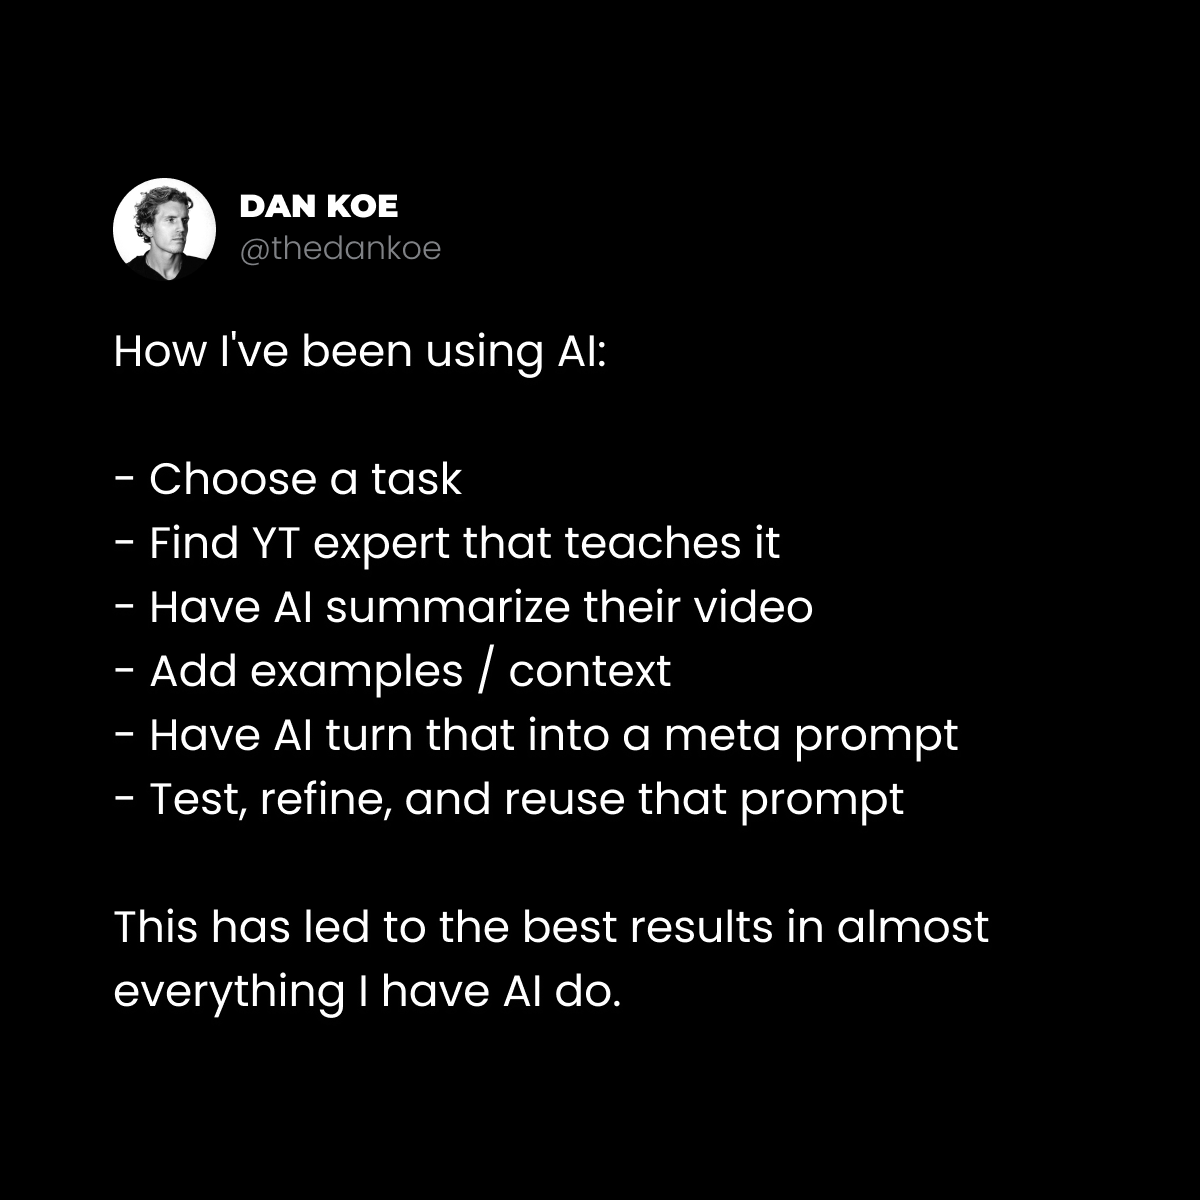 DAN KOE
@thedankoe
How I've been using AI:
- Choose a task
- Find YT expert that teaches it
- Have AI summarize their video
- Add examples / context
- Have AI turn that into a meta prompt
- Test, refine, and reuse that prompt
This has led to the best results in almost
everything I have AI do.